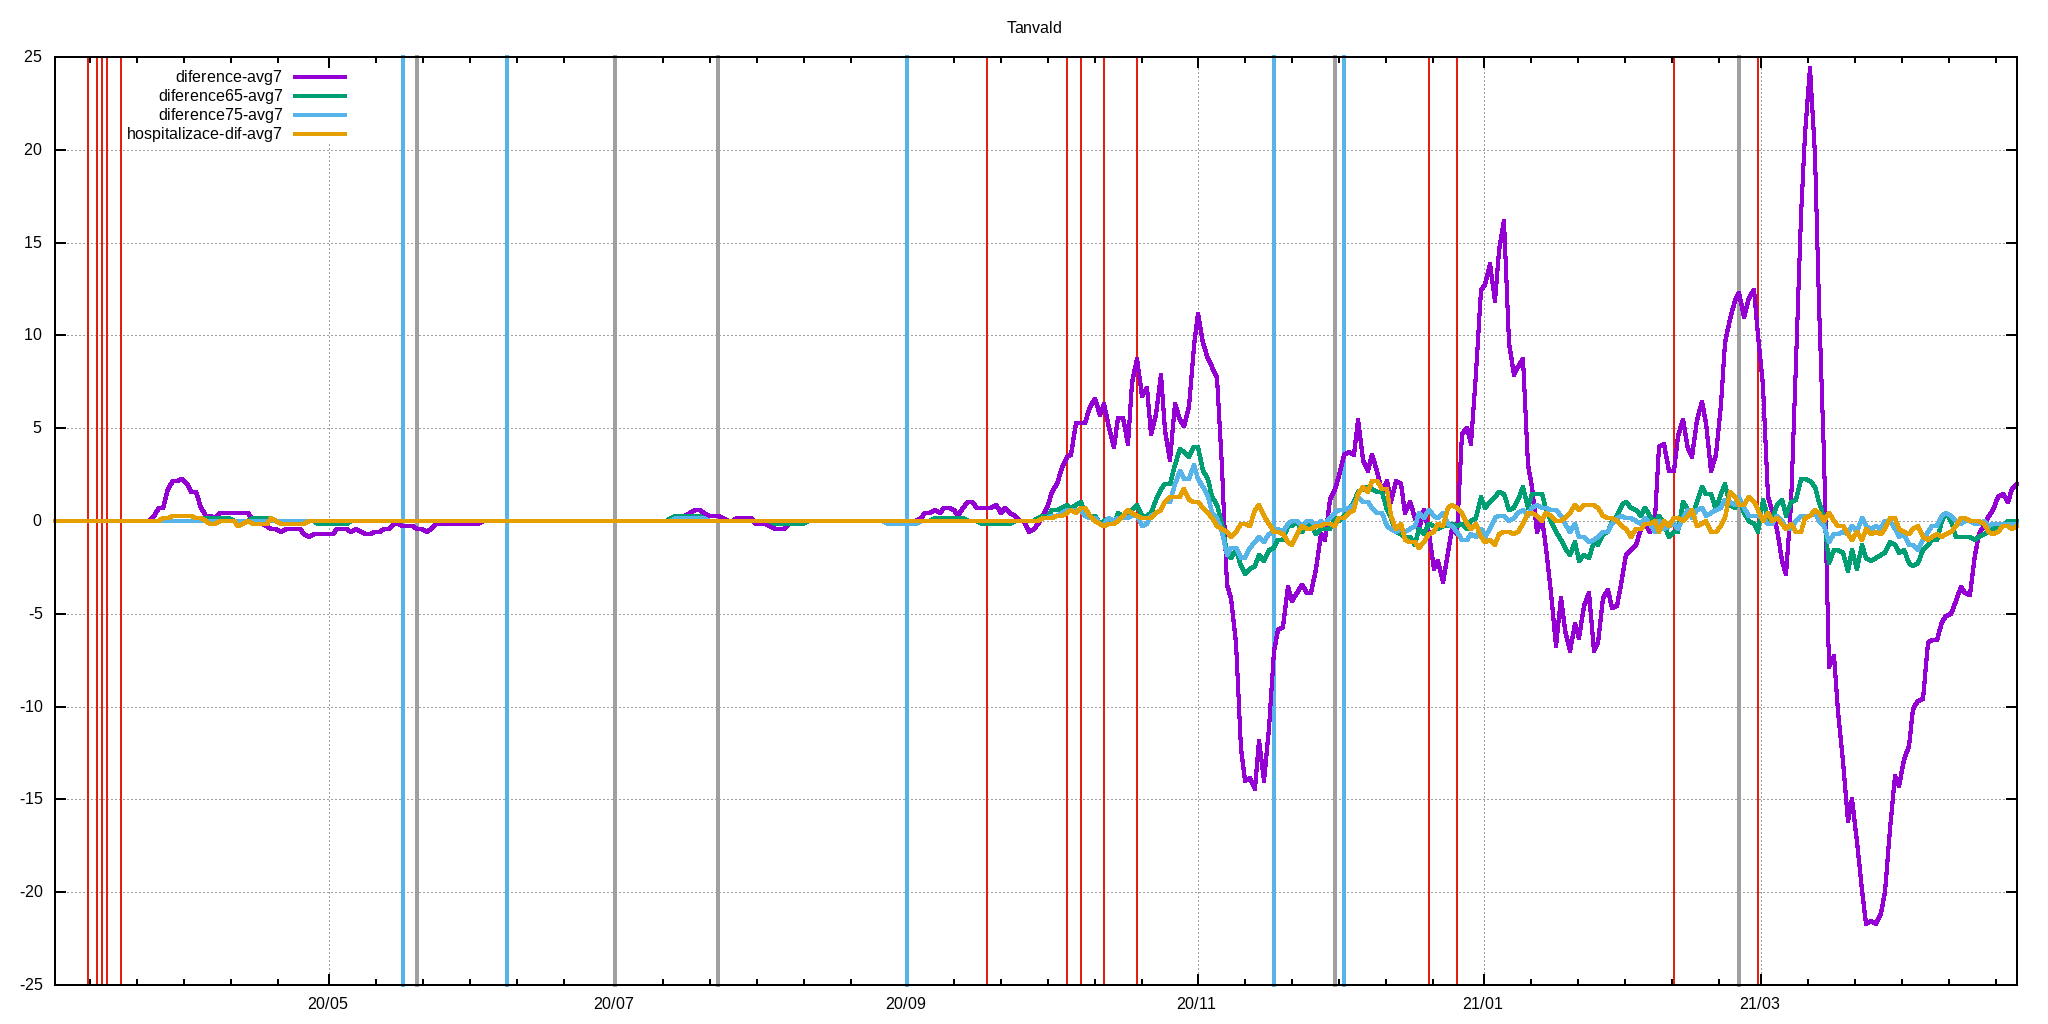 Tanvald
25
diference-avg7
diference65-avg7
diference75-avg7
hospitalizace-dif-avg7
20
15
10
5
0
-5
-10
-15
-20
-25
20/05 20/07 20/09 20/11 21/01 21/03